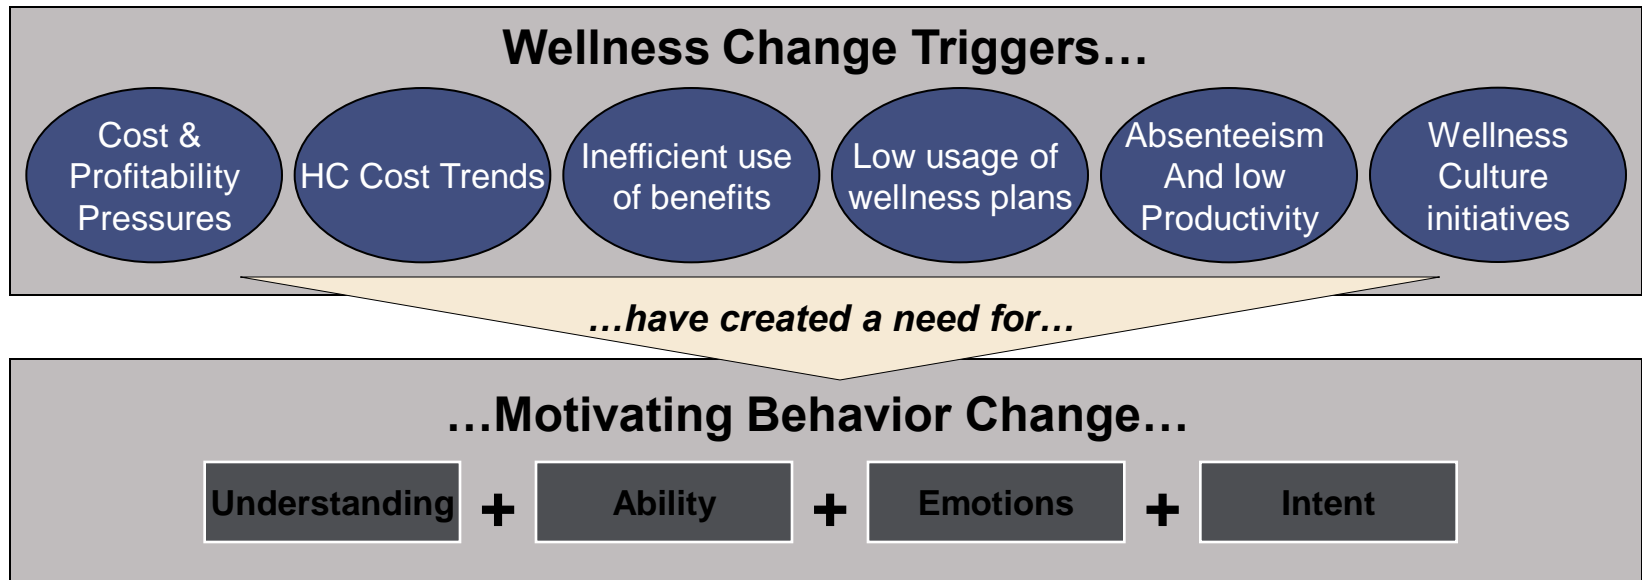 Wellness Change Triggers…
Cost &
Profitability
Pressures
HC Cost Trends
Inefficient use
of benefits
Low usage of
wellness plans
Absenteeism
And low
Productivity
Wellness
Culture
initiatives
…have created a need for…
…Motivating Behavior Change…
Understanding + Ability + Emotions + Intent